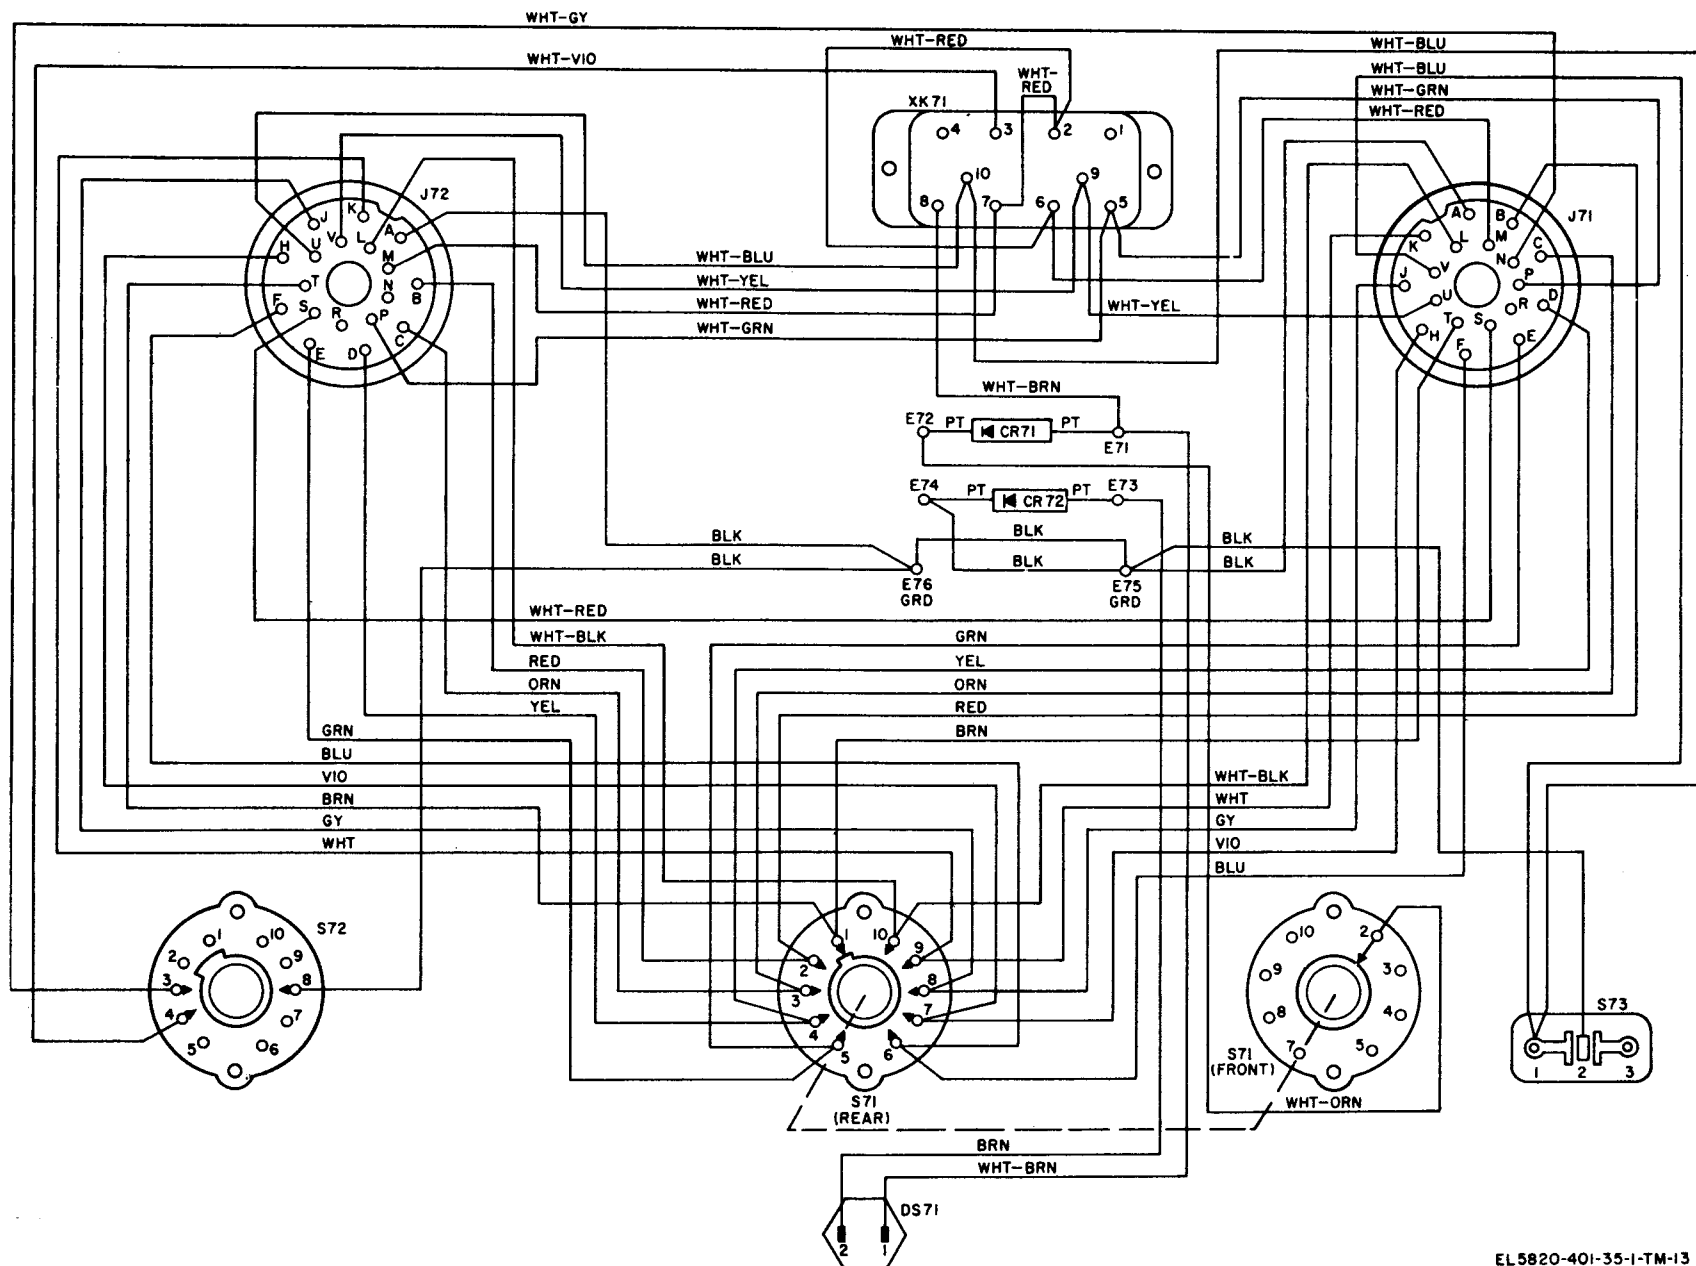 WHT-GY
WHT-VIO
WHT-RED
WHT-RED
WHT-BLU
WHT-BLU
WHT-GRN
WHT-RED
XK71
4 3 2 1
10 9
8 7 6 5
J72
K J A L V U H M T N B F S R P C E D
J71
A B K L M C N V J P U R D T S H F E
WHT-BLU
WHT-YEL
WHT-RED
WHT-YEL
WHT-GRN
WHT-BRN
E72 PT CR71 PT E71
E74 PT CR72 PT E73
BLK BLK BLK
BLK BLK BLK
E76
GRD
E75
GRD
WHT-RED
WHT-BLK GRN
RED YEL
ORN ORN
YEL RED
GRN BRN
BLU
VIO WHT-BLK
BRN WHT
GY GY
WHT VIO
BLU
S72
1 10 2 9 3 8 4 7 5 6
1 10 2 9 3 8 4 7 5 6
S71
(REAR)
10 2 9 3 8 4 7 5
S71
(FRONT)
WHT-ORN
S73
1 2 3
BRN
WHT-BRN
DS71
2 1
EL5820-401-35-1-TM-13